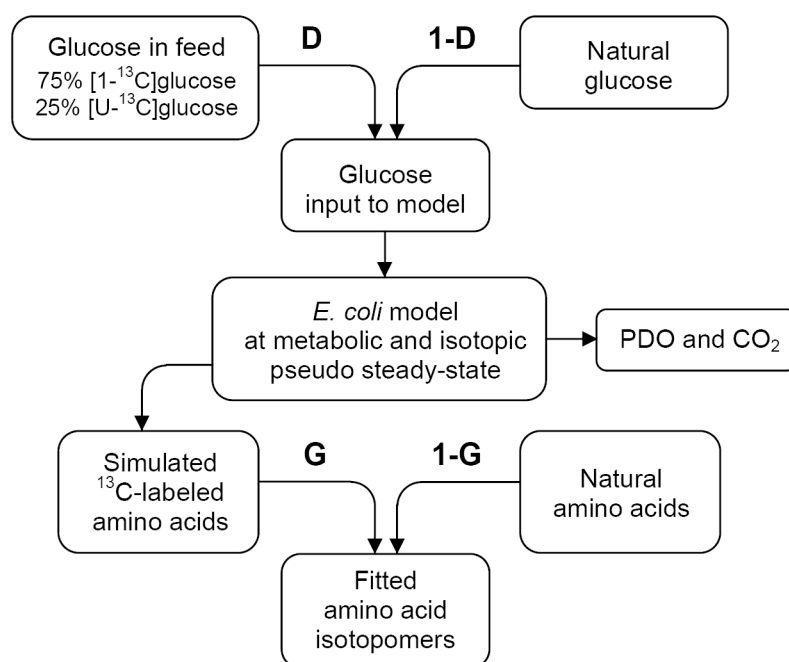 Glucose in feed
75% [1-¹³C]glucose
25% [U-¹³C]glucose
D
1-D
Natural
glucose
Glucose
input to model
E. coli model
at metabolic and isotopic
pseudo steady-state
PDO and CO₂
Simulated
¹³C-labeled
amino acids
G
1-G
Natural
amino acids
Fitted
amino acid
isotopomers